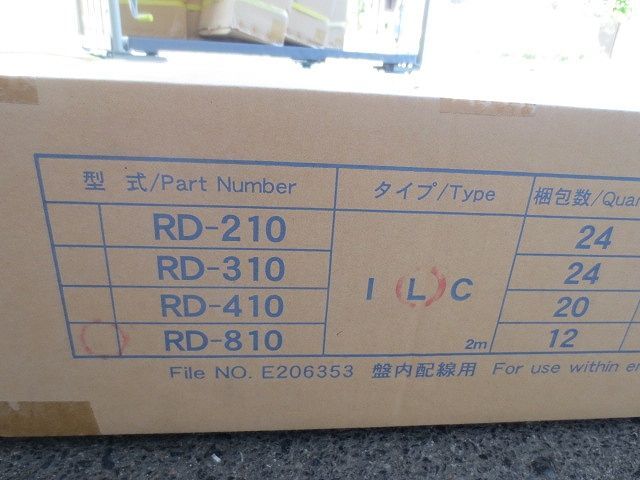 型 式/Part Number タイプ/Type 梱包数/Quan
RD-210 24
RD-310 24
RD-410 I L C 20
RD-810 2m 12
File NO. E206353 盤内配線用 For use within en